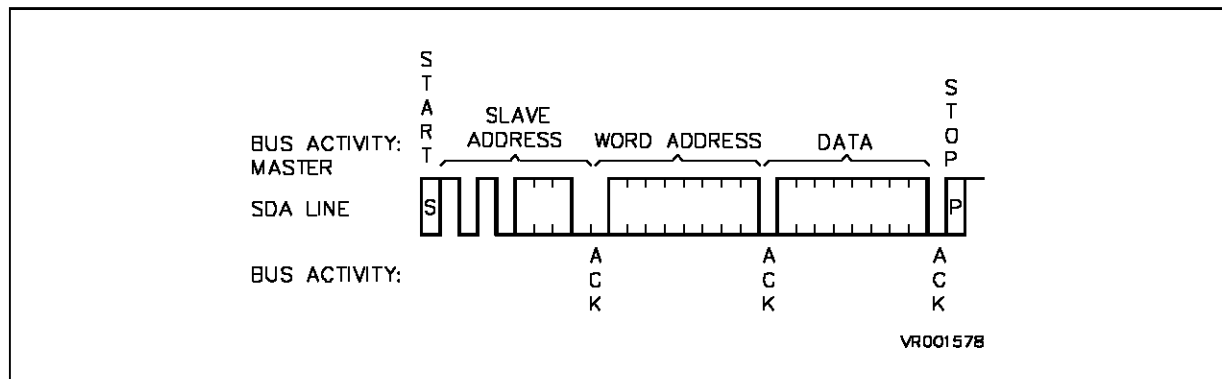 START
STOP
SLAVE
ADDRESS
BUS ACTIVITY:
MASTER
WORD ADDRESS
DATA
SDA LINE
S
P
BUS ACTIVITY:
ACK
ACK
ACK
VR001578